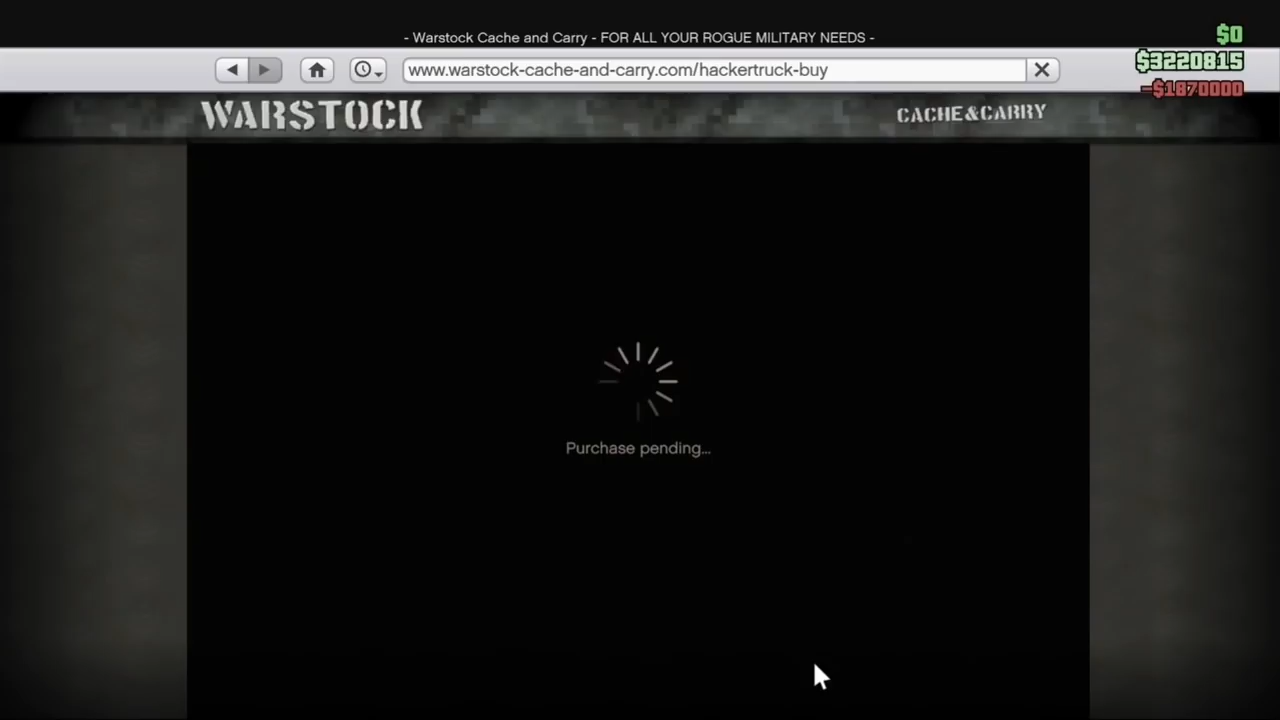 - Warstock Cache and Carry - FOR ALL YOUR ROGUE MILITARY NEEDS -
$0
www.warstock-cache-and-carry.com/hackertruck-buy
$3220815
-$1870000
WARSTOCK
CACHE&CARRY
Purchase pending...